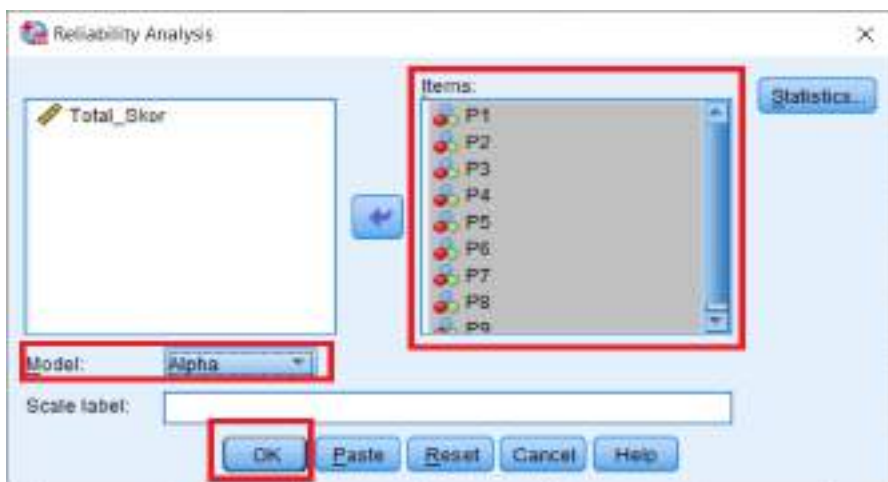 Reliability Analysis
Total_Skor
Items:
P1
P2
P3
P4
P5
P6
P7
P8
P9
Statistics...
Model: Alpha
Scale label:
OK Paste Reset Cancel Help